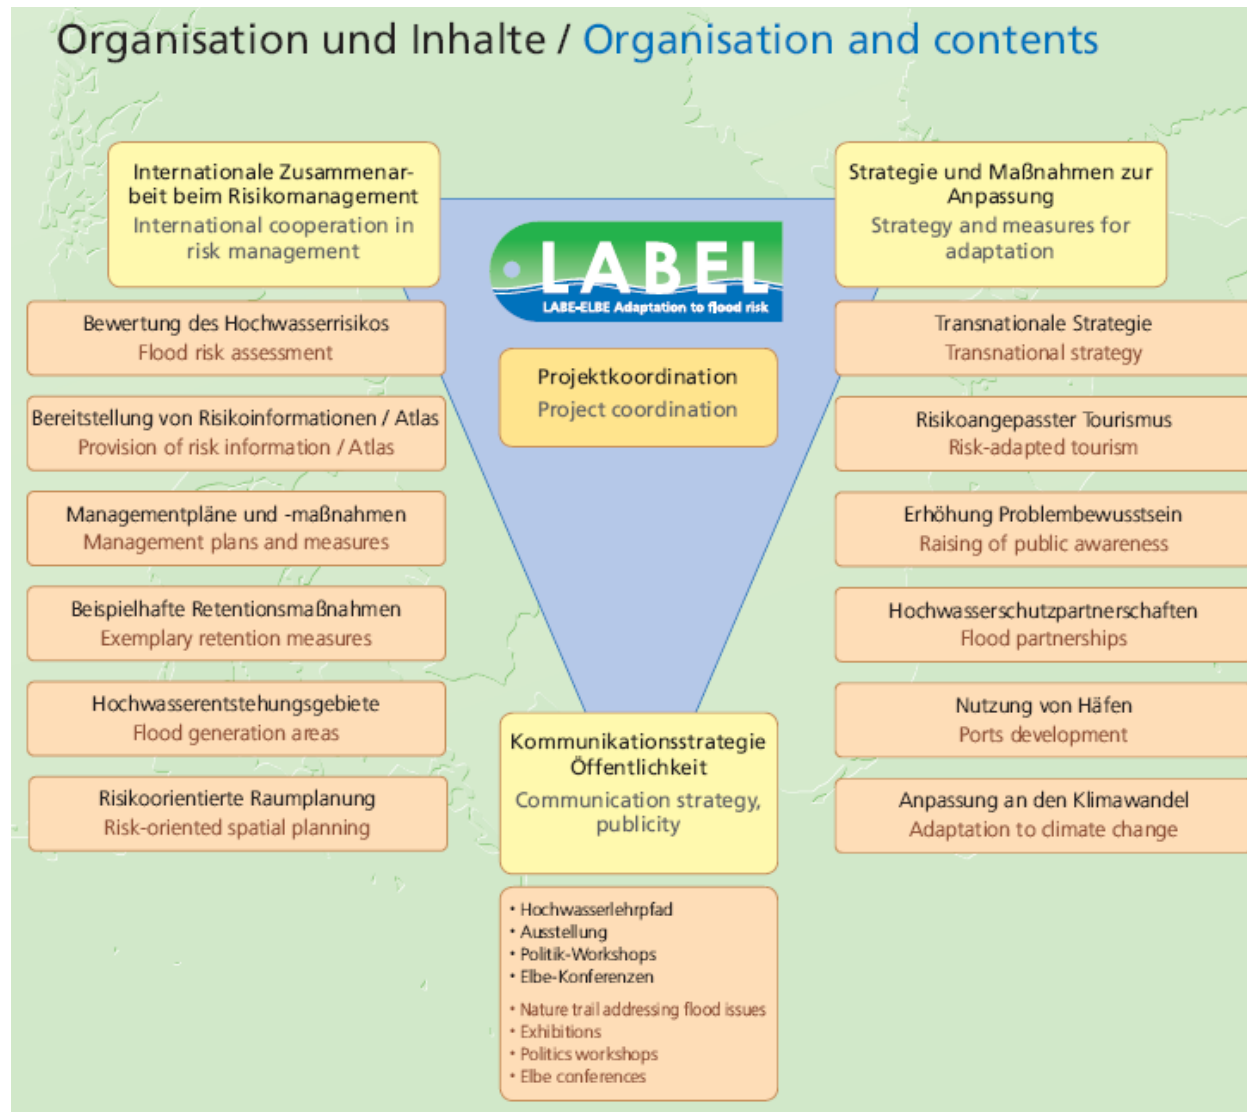 Organisation und Inhalte / Organisation and contents
Internationale Zusammenar-
beit beim Risikomanagement
International cooperation in
risk management
Bewertung des Hochwasserrisikos
Flood risk assessment
Bereitstellung von Risikoinformationen / Atlas
Provision of risk information / Atlas
Managementpläne und -maßnahmen
Management plans and measures
Beispielhafte Retentionsmaßnahmen
Exemplary retention measures
Hochwasserentstehungsgebiete
Flood generation areas
Risikoorientierte Raumplanung
Risk-oriented spatial planning
LABEL
LABE-ELBE Adaptation to flood risk
Projektkoordination
Project coordination
Kommunikationsstrategie
Öffentlichkeit
Communication strategy,
publicity
• Hochwasserlehrpfad
• Ausstellung
• Politik-Workshops
• Elbe-Konferenzen
• Nature trail addressing flood issues
• Exhibitions
• Politics workshops
• Elbe conferences
Strategie und Maßnahmen zur
Anpassung
Strategy and measures for
adaptation
Transnationale Strategie
Transnational strategy
Risikoangepasster Tourismus
Risk-adapted tourism
Erhöhung Problembewusstsein
Raising of public awareness
Hochwasserschutzpartnerschaften
Flood partnerships
Nutzung von Häfen
Ports development
Anpassung an den Klimawandel
Adaptation to climate change